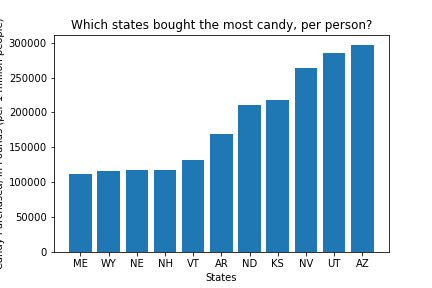 Which states bought the most candy, per person?
Candy Purchased, in Pounds (per 1 million people)
300000
250000
200000
150000
100000
50000
0
ME WY NE NH VT AR ND KS NV UT AZ
States